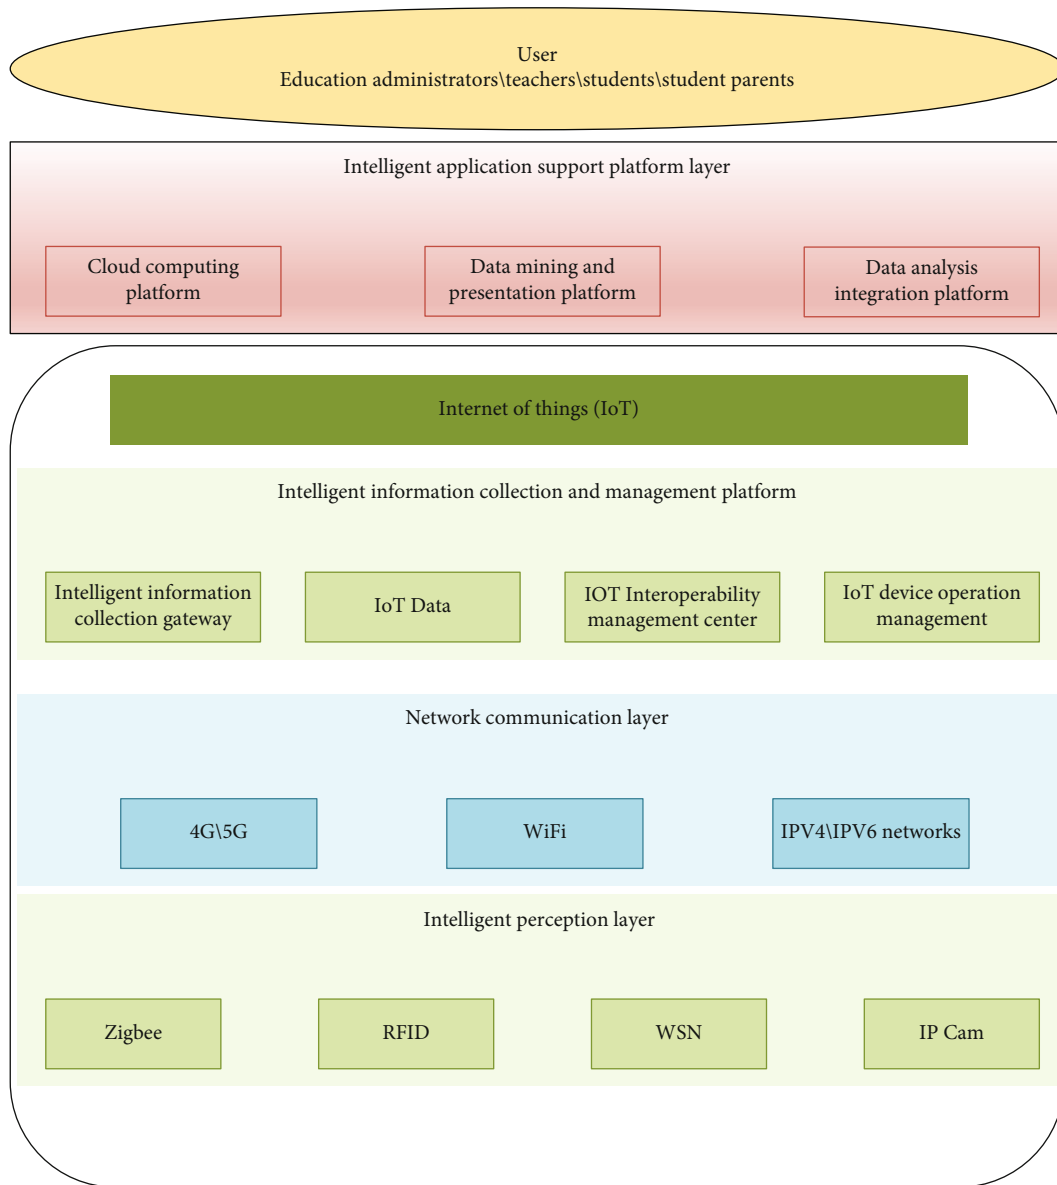 User
Education administrators\teachers\students\student parents
Intelligent application support platform layer
Cloud computing
platform
Data mining and
presentation platform
Data analysis
integration platform
Internet of things (IoT)
Intelligent information collection and management platform
Intelligent information
collection gateway
IoT Data
IOT Interoperability
management center
IoT device operation
management
Network communication layer
4G\5G
WiFi
IPV4\IPV6 networks
Intelligent perception layer
Zigbee
RFID
WSN
IP Cam